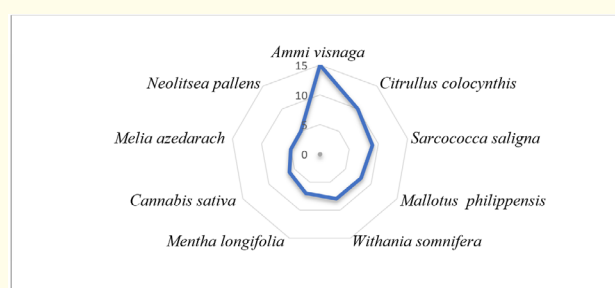 Ammi visnaga
15
Neolitsea pallens
Citrullus colocynthis
10
5
Melia azedarach
Sarcococca saligna
0
Cannabis sativa
Mallotus philippensis
Mentha longifolia
Withania somnifera